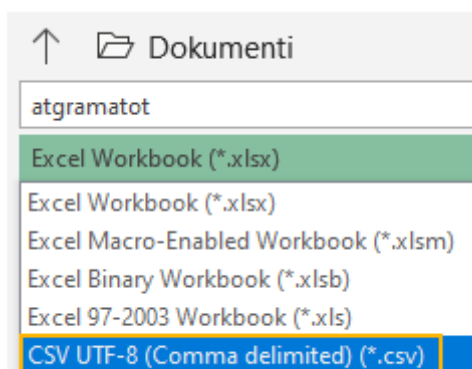 Dokumenti
atgramatot
Excel Workbook (*.xlsx)
Excel Workbook (*.xlsx)
Excel Macro-Enabled Workbook (*.xlsm)
Excel Binary Workbook (*.xlsb)
Excel 97-2003 Workbook (*.xls)
CSV UTF-8 (Comma delimited) (*.csv)